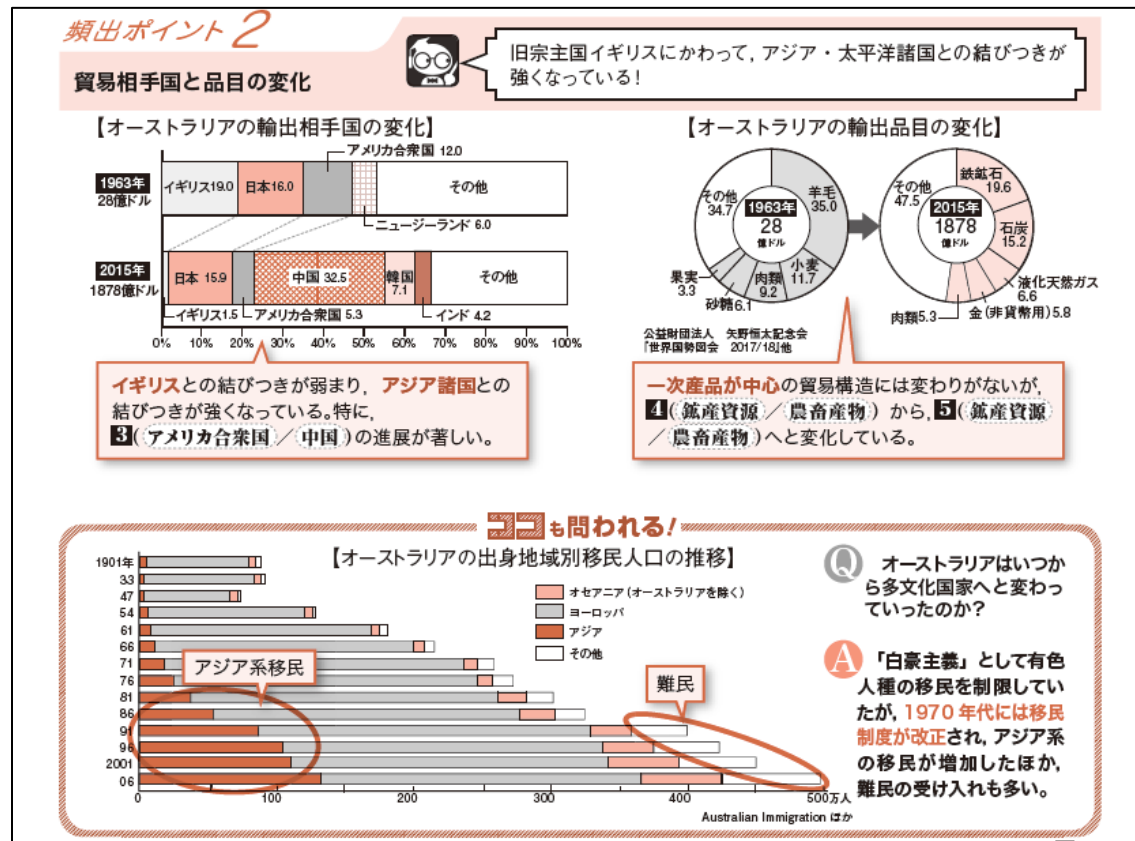 頻出ポイント2
貿易相手国と品目の変化
旧宗主国イギリスにかわって，アジア・太平洋諸国との結びつきが
強くなっている！
【オーストラリアの輸出相手国の変化】
アメリカ合衆国 12.0
1963年
28億ドル
イギリス19.0
日本16.0
その他
ニュージーランド 6.0
2015年
1878億ドル
日本 15.9
中国 32.5
韓国
7.1
その他
イギリス1.5
アメリカ合衆国 5.3
インド 4.2
0% 10% 20% 30% 40% 50% 60% 70% 80% 90% 100%
イギリスとの結びつきが弱まり，アジア諸国との
結びつきが強くなっている。特に，
3（アメリカ合衆国／中国）の進展が著しい。
【オーストラリアの輸出品目の変化】
その他
34.7
1963年
28
億ドル
羊毛
35.0
小麦
11.7
肉類
9.2
砂糖6.1
果実
3.3
その他
47.5
2015年
1878
億ドル
鉄鉱石
19.6
石炭
15.2
液化天然ガス
6.6
金（非貨幣用）5.8
肉類5.3
公益財団法人 矢野恒太記念会
『世界国勢図会 2017/18』他
一次産品が中心の貿易構造には変わりがないが，
4（鉱産資源／農畜産物）から，5（鉱産資源
／農畜産物）へと変化している。
ココも問われる！
【オーストラリアの出身地域別移民人口の推移】
1901年
33
47
54
61
66
71
76
81
86
91
96
2001
06
オセアニア（オーストラリアを除く）
ヨーロッパ
アジア
その他
アジア系移民
難民
0 100 200 300 400 500万人
Australian Immigration ほか
Q
オーストラリアはいつか
ら多文化国家へと変わっ
ていったのか？
A
「白豪主義」として有色
人種の移民を制限してい
たが，1970年代には移民
制度が改正され，アジア系
の移民が増加したほか，
難民の受け入れも多い。